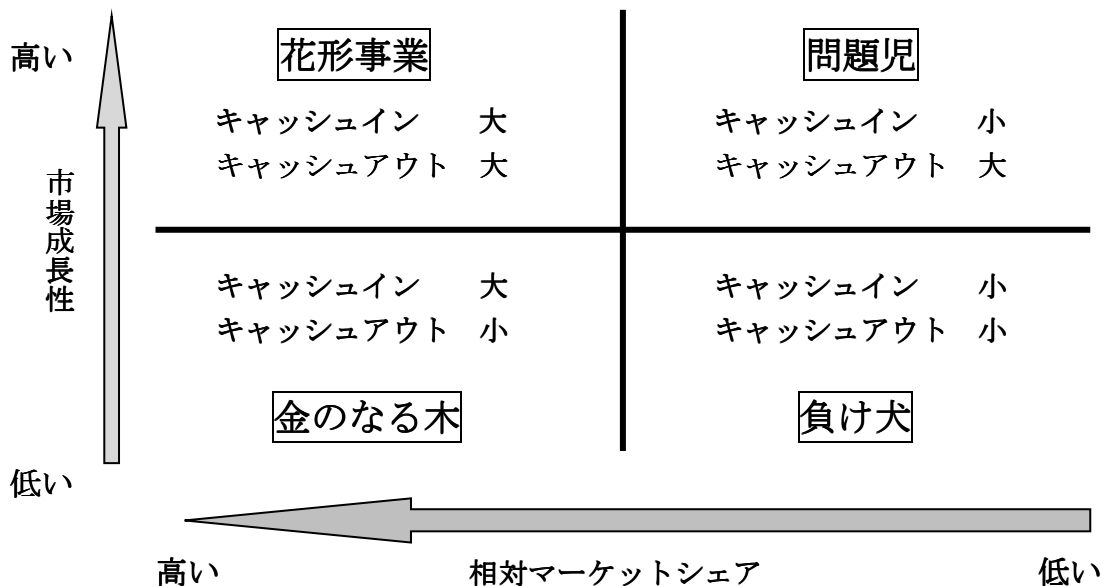 高い
花形事業
問題児
キャッシュイン 大
キャッシュアウト 大
キャッシュイン 小
キャッシュアウト 大
市場成長性
キャッシュイン 大
キャッシュアウト 小
キャッシュイン 小
キャッシュアウト 小
金のなる木
負け犬
低い
高い
相対マーケットシェア
低い